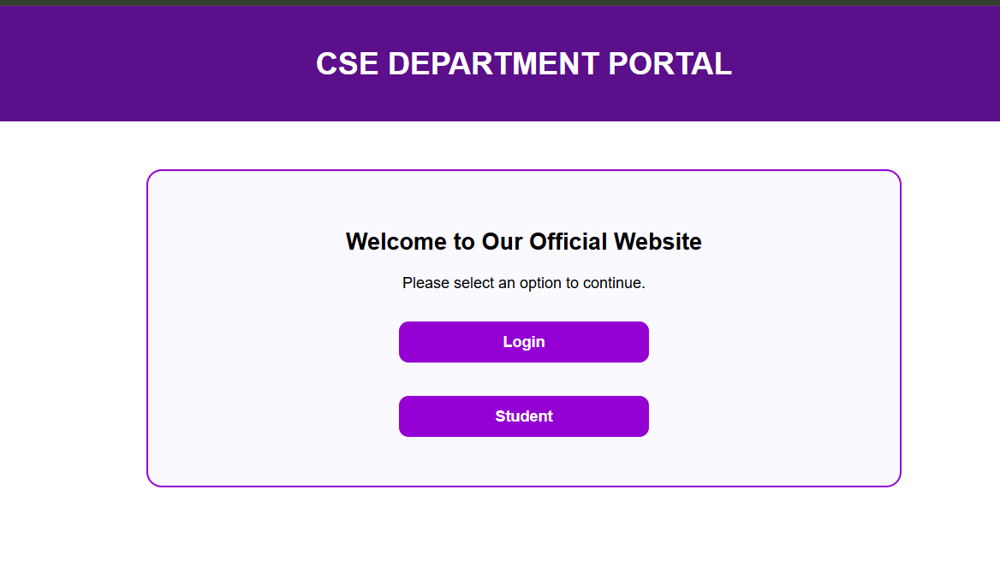 CSE DEPARTMENT PORTAL
Welcome to Our Official Website
Please select an option to continue.
Login
Student